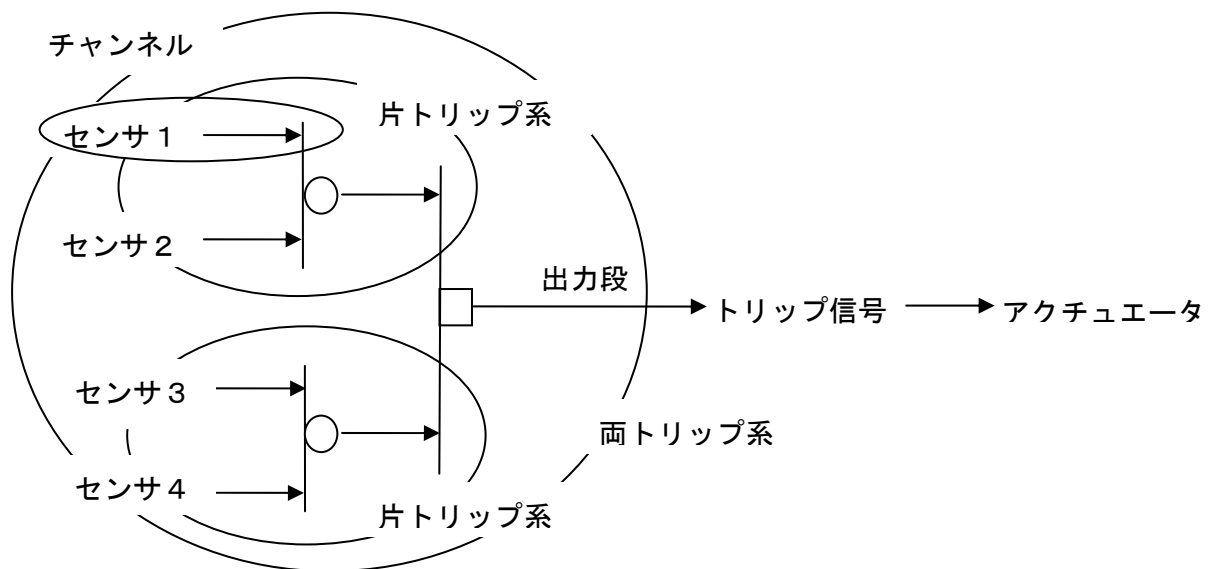 チャンネル
片トリップ系
センサ１
センサ２
出力段
トリップ信号
アクチュエータ
センサ３
両トリップ系
センサ４
片トリップ系